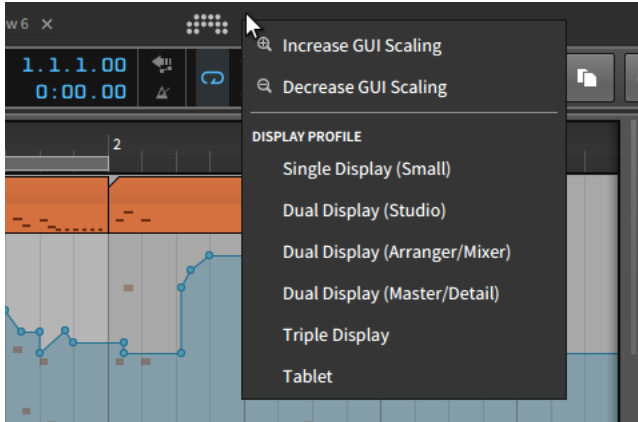 w 6 ×
Increase GUI Scaling
1.1.1.00
0:00.00
Decrease GUI Scaling
DISPLAY PROFILE
2
Single Display (Small)
Dual Display (Studio)
Dual Display (Arranger/Mixer)
Dual Display (Master/Detail)
Triple Display
Tablet